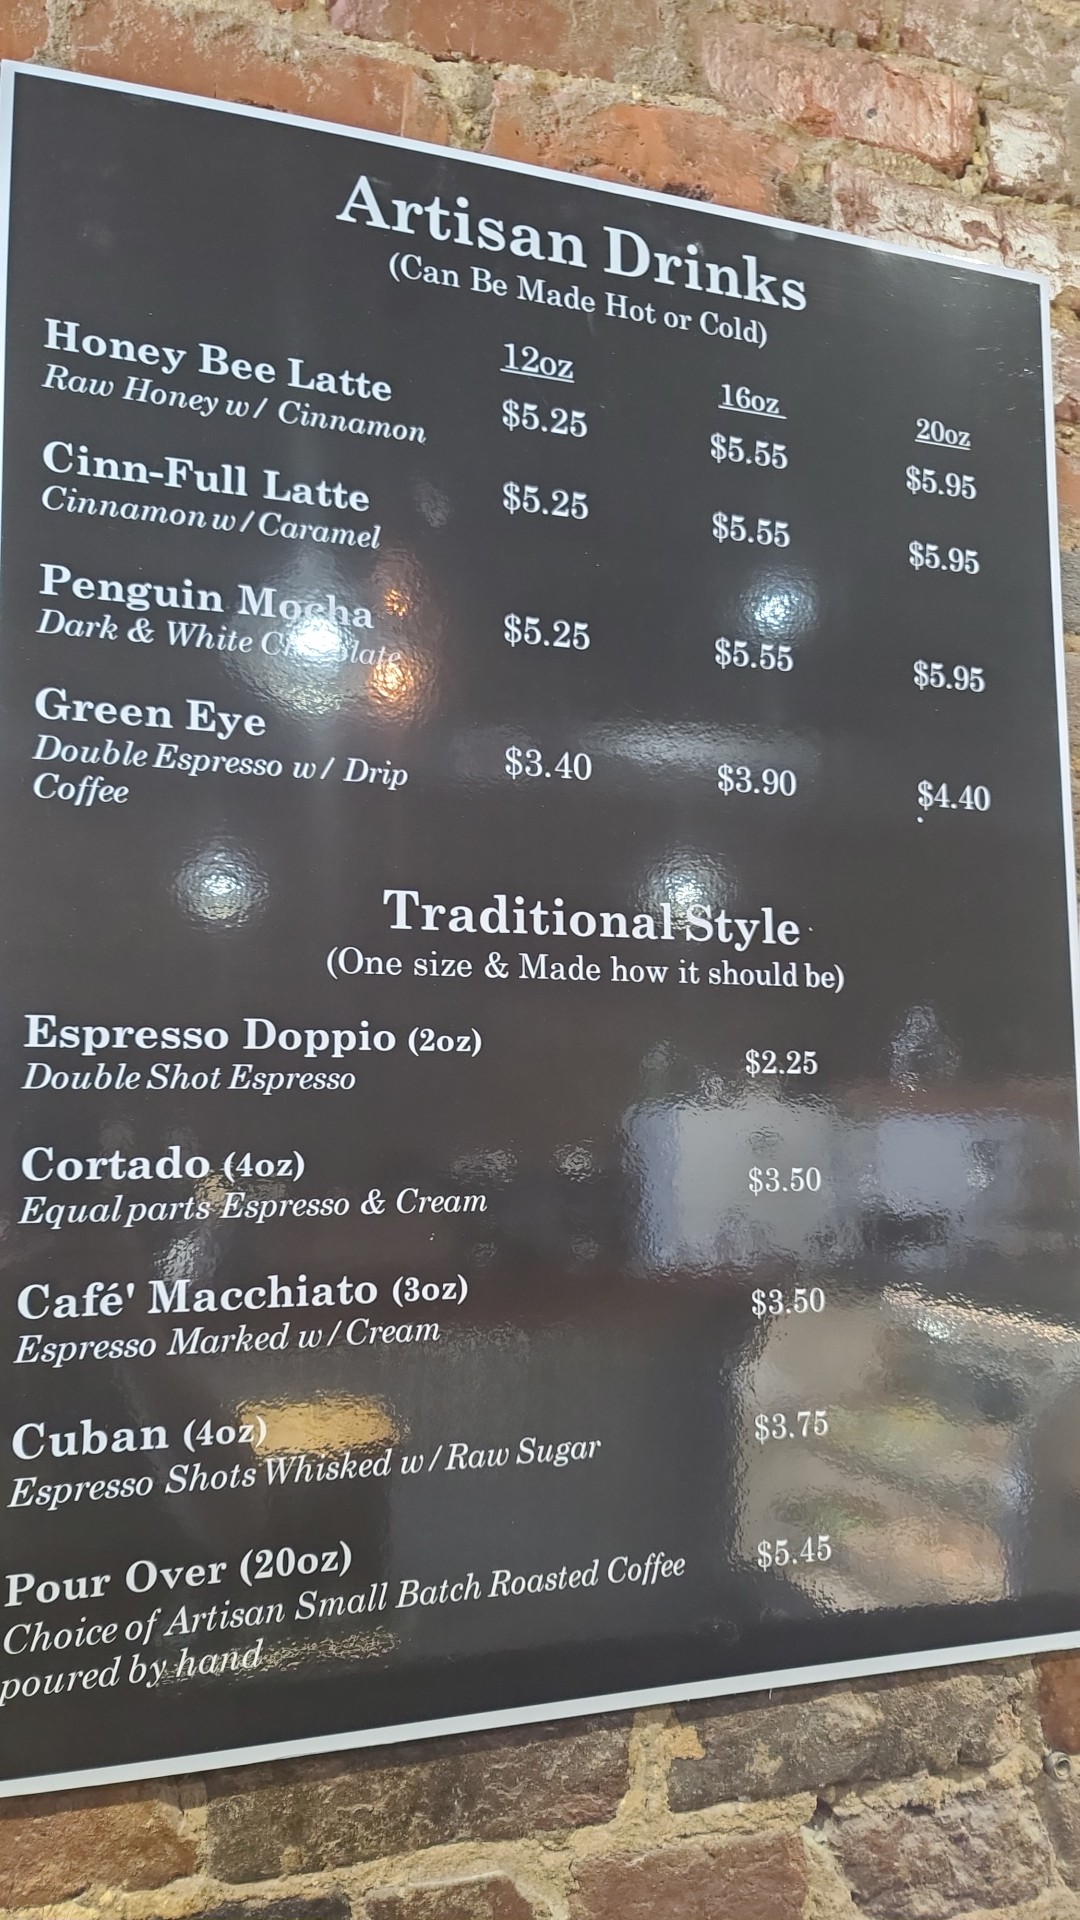 Artisan Drinks
(Can Be Made Hot or Cold)
12oz 16oz 20oz
Honey Bee Latte $5.25 $5.55 $5.95
Raw Honey w/ Cinnamon
Cinn-Full Latte $5.25 $5.55 $5.95
Cinnamon w/ Caramel
Penguin Mocha $5.25 $5.55 $5.95
Dark & White Chocolate
Green Eye
Double Espresso w/ Drip $3.40 $3.90 $4.40
Coffee
Traditional Style
(One size & Made how it should be)
Espresso Doppio (2oz) $2.25
Double Shot Espresso
Cortado (4oz) $3.50
Equal parts Espresso & Cream
Café' Macchiato (3oz) $3.50
Espresso Marked w/ Cream
Cuban (4oz) $3.75
Espresso Shots Whisked w/ Raw Sugar
Pour Over (20oz) $5.45
Choice of Artisan Small Batch Roasted Coffee
poured by hand